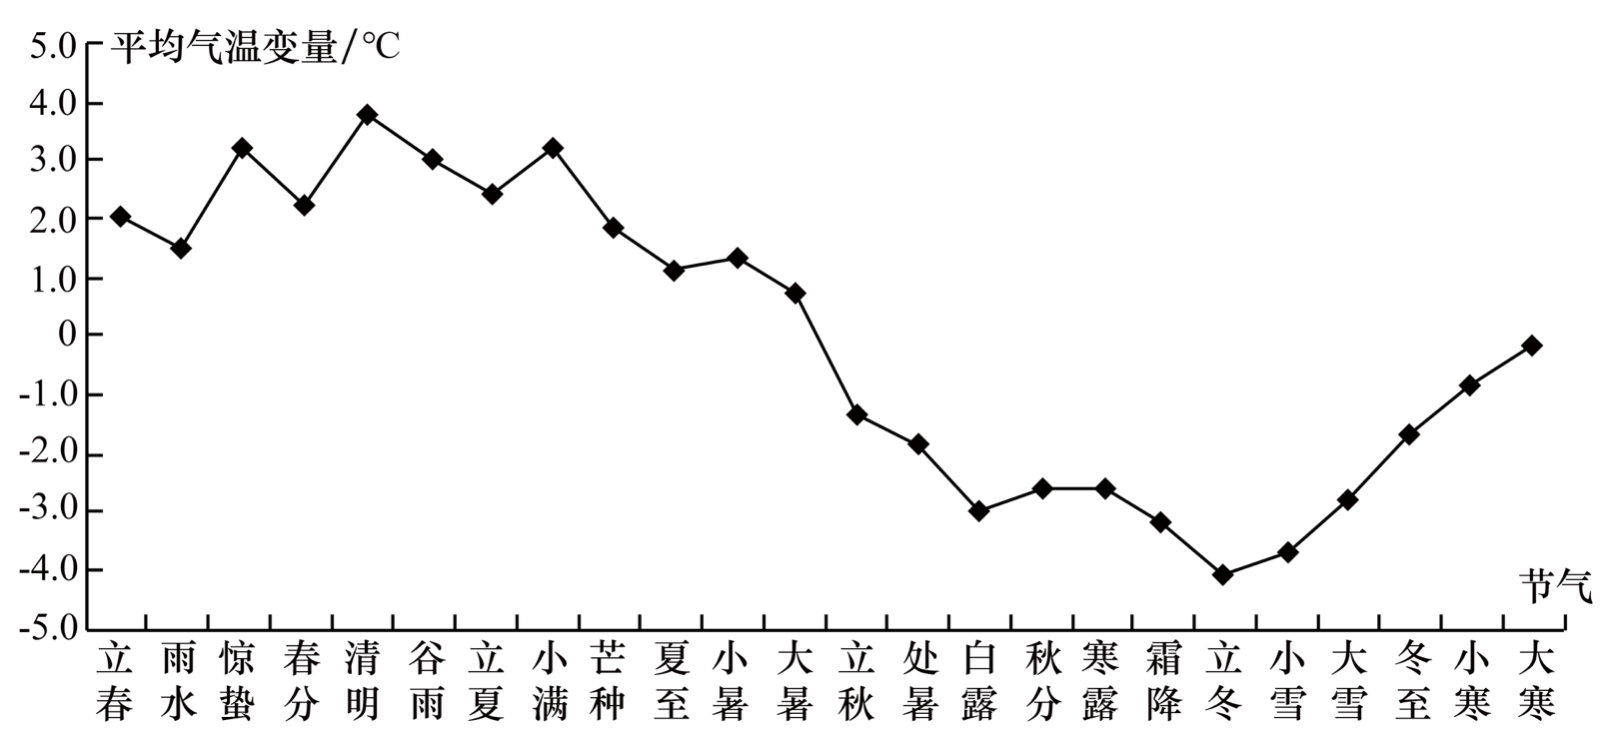 平均气温变量/℃
5.0
4.0
3.0
2.0
1.0
0
-1.0
-2.0
-3.0
-4.0
-5.0
节气
立春
雨水
惊蛰
春分
清明
谷雨
立夏
小满
芒种
夏至
小暑
大暑
立秋
处暑
白露
秋分
寒露
霜降
立冬
小雪
大雪
冬至
小寒
大寒